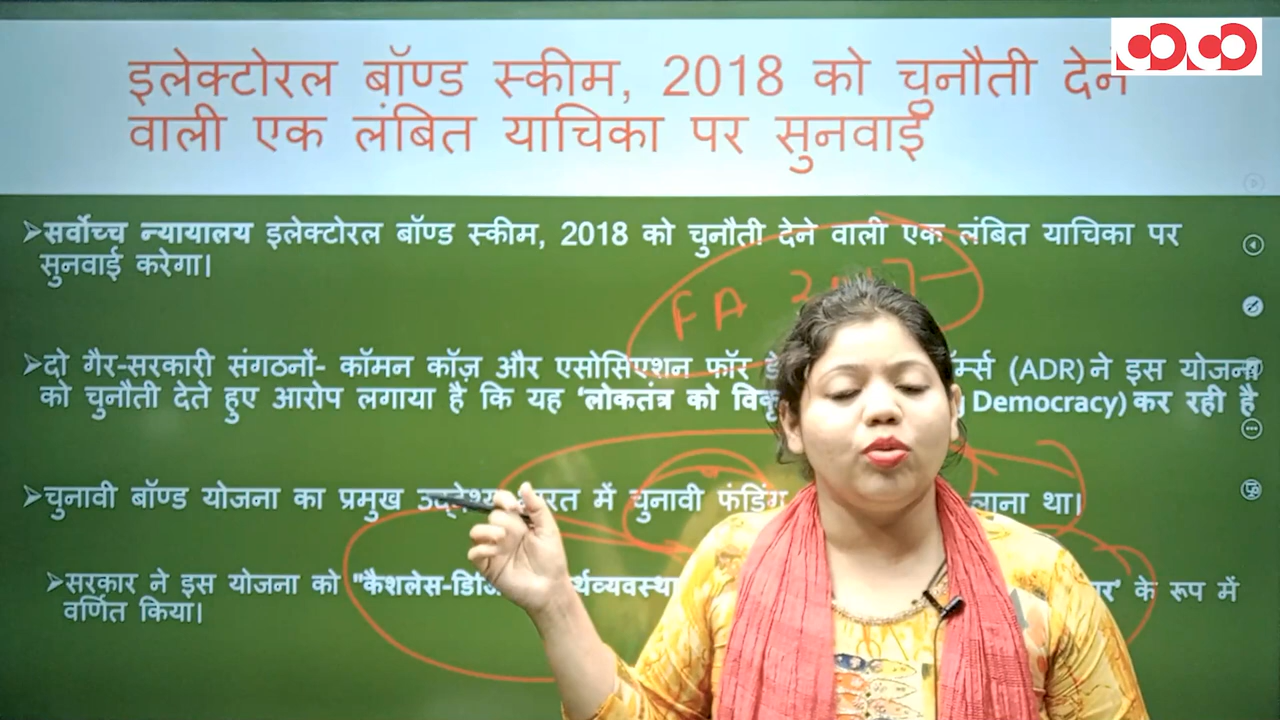 इलेक्टोरल बॉण्ड स्कीम, 2018 को चुनौती देने
वाली एक लंबित याचिका पर सुनवाई
➢सर्वोच्च न्यायालय इलेक्टोरल बॉण्ड स्कीम, 2018 को चुनौती देने वाली एक लंबित याचिका पर
सुनवाई करेगा।
FA
➢दो गैर-सरकारी संगठनों- कॉमन कॉज़ और एसोसिएशन फॉर (ADR) ने इस योजना
को चुनौती देते हुए आरोप लगाया है कि यह 'लोकतंत्र को Democracy) कर रही है
➢चुनावी बॉण्ड योजना का प्रमुख उद्देश्य भारत में चुनावी फंडिंग लाना था।
➢सरकार ने इस योजना को "कैशलेस के रूप में
वर्णित किया।